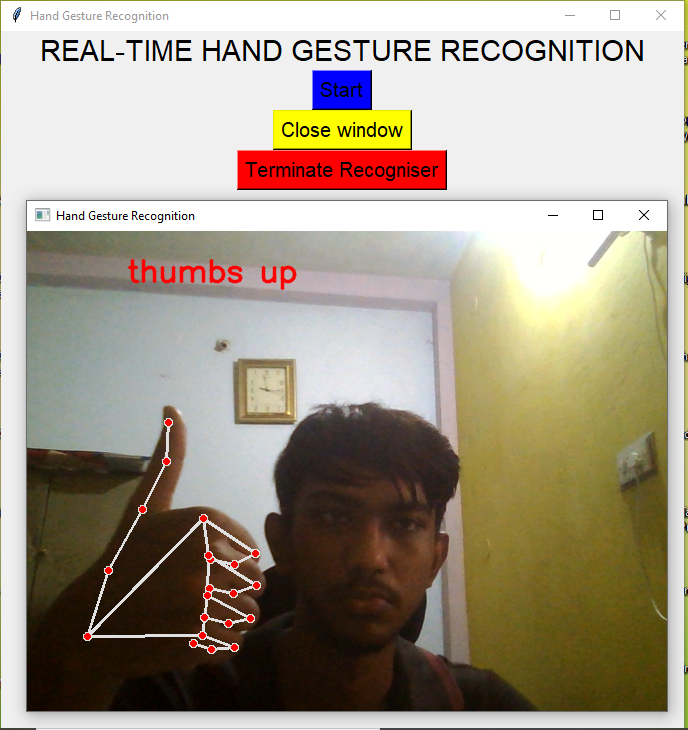 Hand Gesture Recognition
REAL-TIME HAND GESTURE RECOGNITION
Start
Close window
Terminate Recogniser
Hand Gesture Recognition
thumbs up